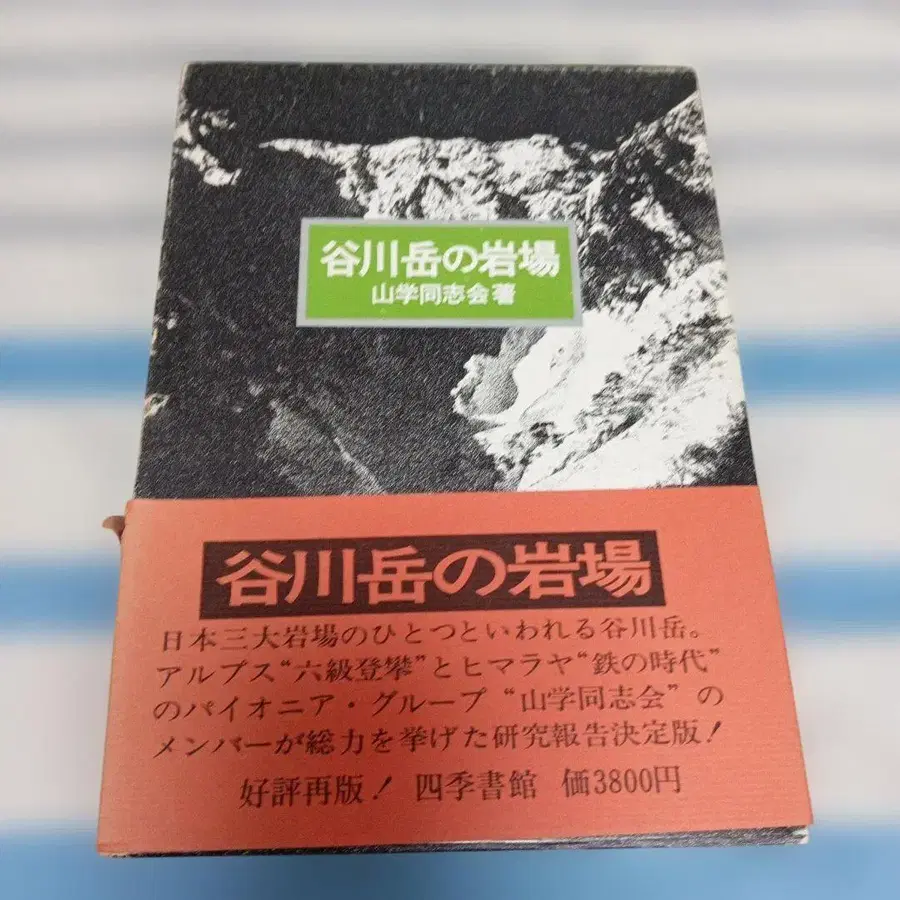 谷川岳の岩場
山学同志会著
谷川岳の岩場
日本三大岩場のひとつといわれる谷川岳。
アルプス“六級登攀”とヒマラヤ“鉄の時代”
のパイオニア・グループ“山学同志会”の
メンバーが総力を挙げた研究報告決定版！
好評再版！ 四季書館 価3800円